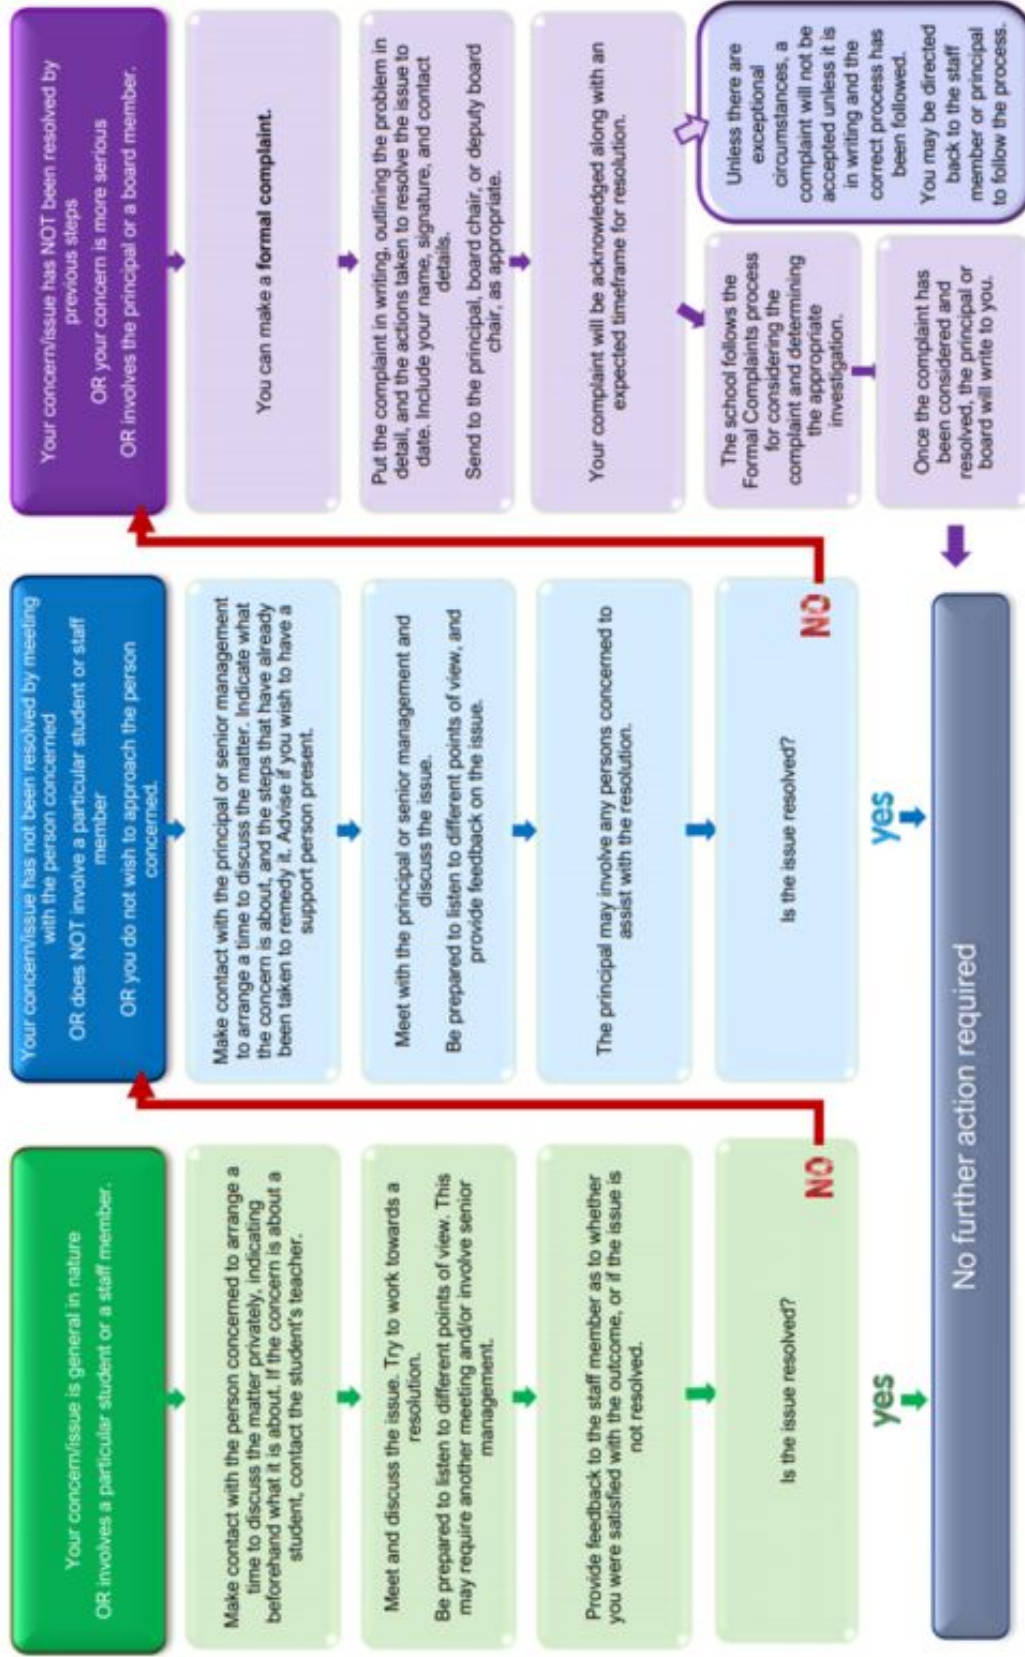 Your concern/issue is general in nature
OR involves a particular student or a staff member.
Make contact with the person concerned to arrange a
time to discuss the matter privately, indicating
beforehand what it is about. If the concern is about a
student, contact the student's teacher.
Meet and discuss the issue. Try to work towards a
resolution.
Be prepared to listen to different points of view. This
may require another meeting and/or involve senior
management.
Provide feedback to the staff member as to whether
you were satisfied with the outcome, or if the issue is
not resolved.
Is the issue resolved?
NO
yes
Your concern/issue has not been resolved by meeting
with the person concerned
OR does NOT involve a particular student or staff
member
OR you do not wish to approach the person
concerned.
Make contact with the principal or senior management
to arrange a time to discuss the matter. Indicate what
the concern is about, and the steps that have already
been taken to remedy it. Advise if you wish to have a
support person present.
Meet with the principal or senior management and
discuss the issue.
Be prepared to listen to different points of view, and
provide feedback on the issue.
The principal may involve any persons concerned to
assist with the resolution.
Is the issue resolved?
NO
yes
Your concern/issue has NOT been resolved by
previous steps
OR your concern is more serious
OR involves the principal or a board member.
You can make a formal complaint.
Put the complaint in writing, outlining the problem in
detail, and the actions taken to resolve the issue to
date. Include your name, signature, and contact
details.
Send to the principal, board chair, or deputy board
chair, as appropriate.
Your complaint will be acknowledged along with an
expected timeframe for resolution.
The school follows the
Formal Complaints process
for considering the
complaint and determining
the appropriate
investigation.
Once the complaint has
been considered and
resolved, the principal or
board will write to you.
Unless there are
exceptional
circumstances, a
complaint will not be
accepted unless it is
in writing and the
correct process has
been followed.
You may be directed
back to the staff
member or principal
to follow the process.
No further action required